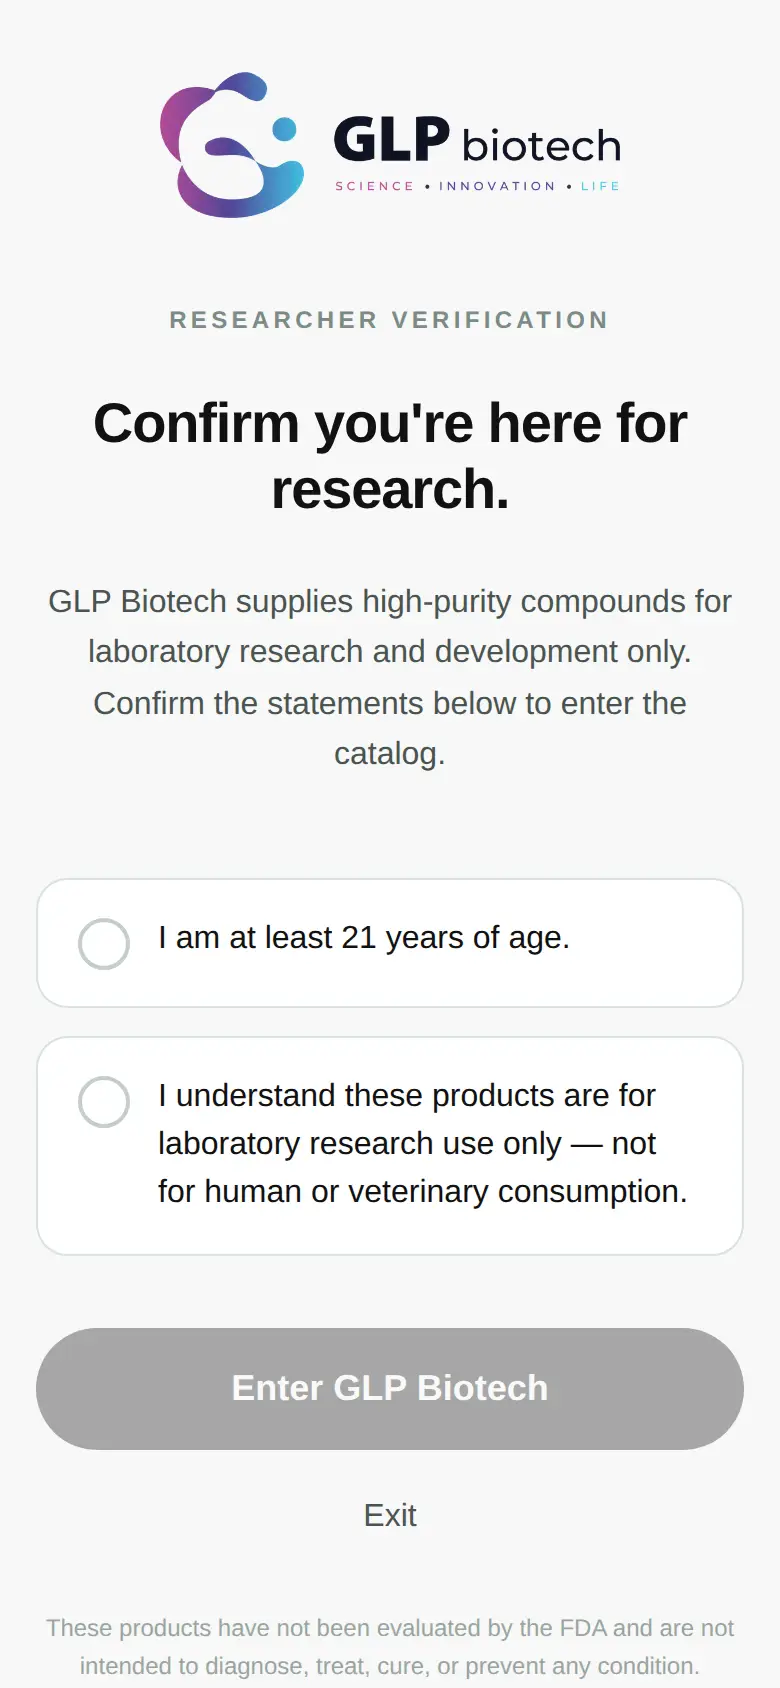 GLP biotech
SCIENCE • INNOVATION • LIFE
RESEARCHER VERIFICATION
Confirm you're here for
research.
GLP Biotech supplies high-purity compounds for
laboratory research and development only.
Confirm the statements below to enter the
catalog.
I am at least 21 years of age.
I understand these products are for
laboratory research use only — not
for human or veterinary consumption.
Enter GLP Biotech
Exit
These products have not been evaluated by the FDA and are not
intended to diagnose, treat, cure, or prevent any condition.